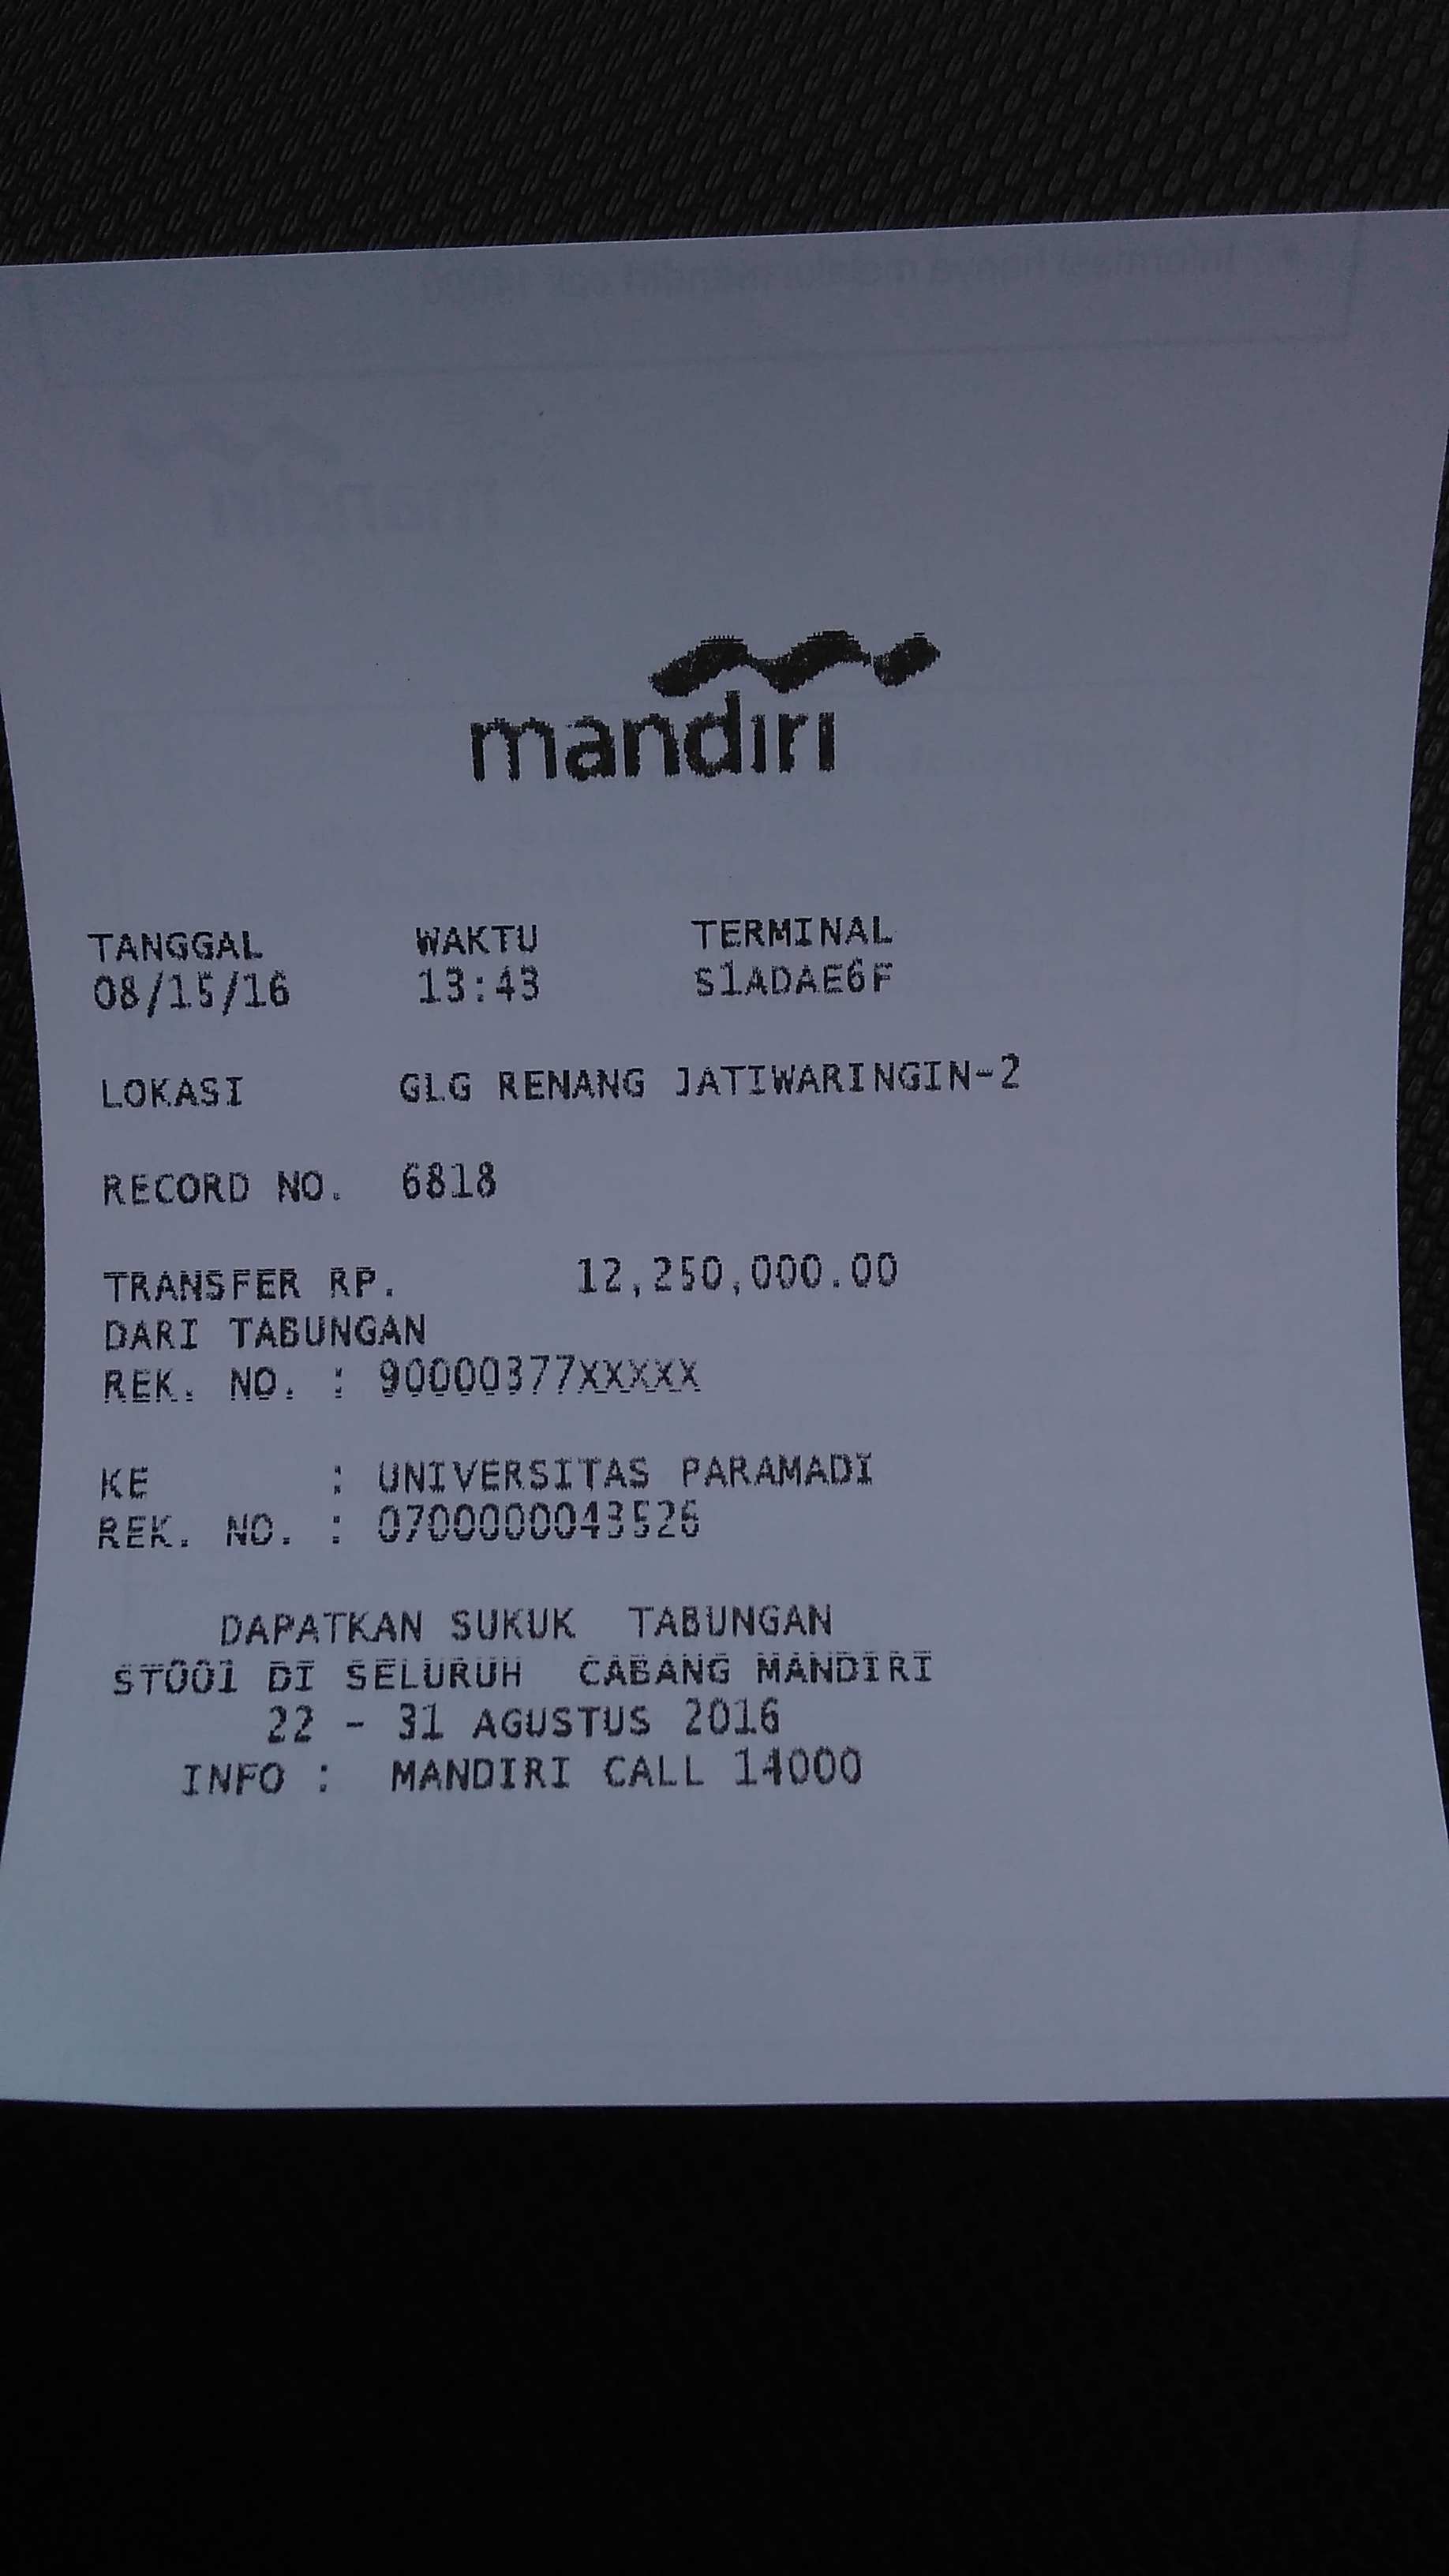 mandiri
TANGGAL WAKTU TERMINAL
08/15/16 13:43 S1ADAE6F
LOKASI GLG RENANG JATIWARINGIN-2
RECORD NO. 6818
TRANSFER RP. 12,250,000.00
DARI TABUNGAN
REK. NO. : 90000377XXXXX
KE : UNIVERSITAS PARAMADI
REK. NO. : 0700000043526
DAPATKAN SUKUK TABUNGAN
ST001 DI SELURUH CABANG MANDIRI
22 - 31 AGUSTUS 2016
INFO : MANDIRI CALL 14000